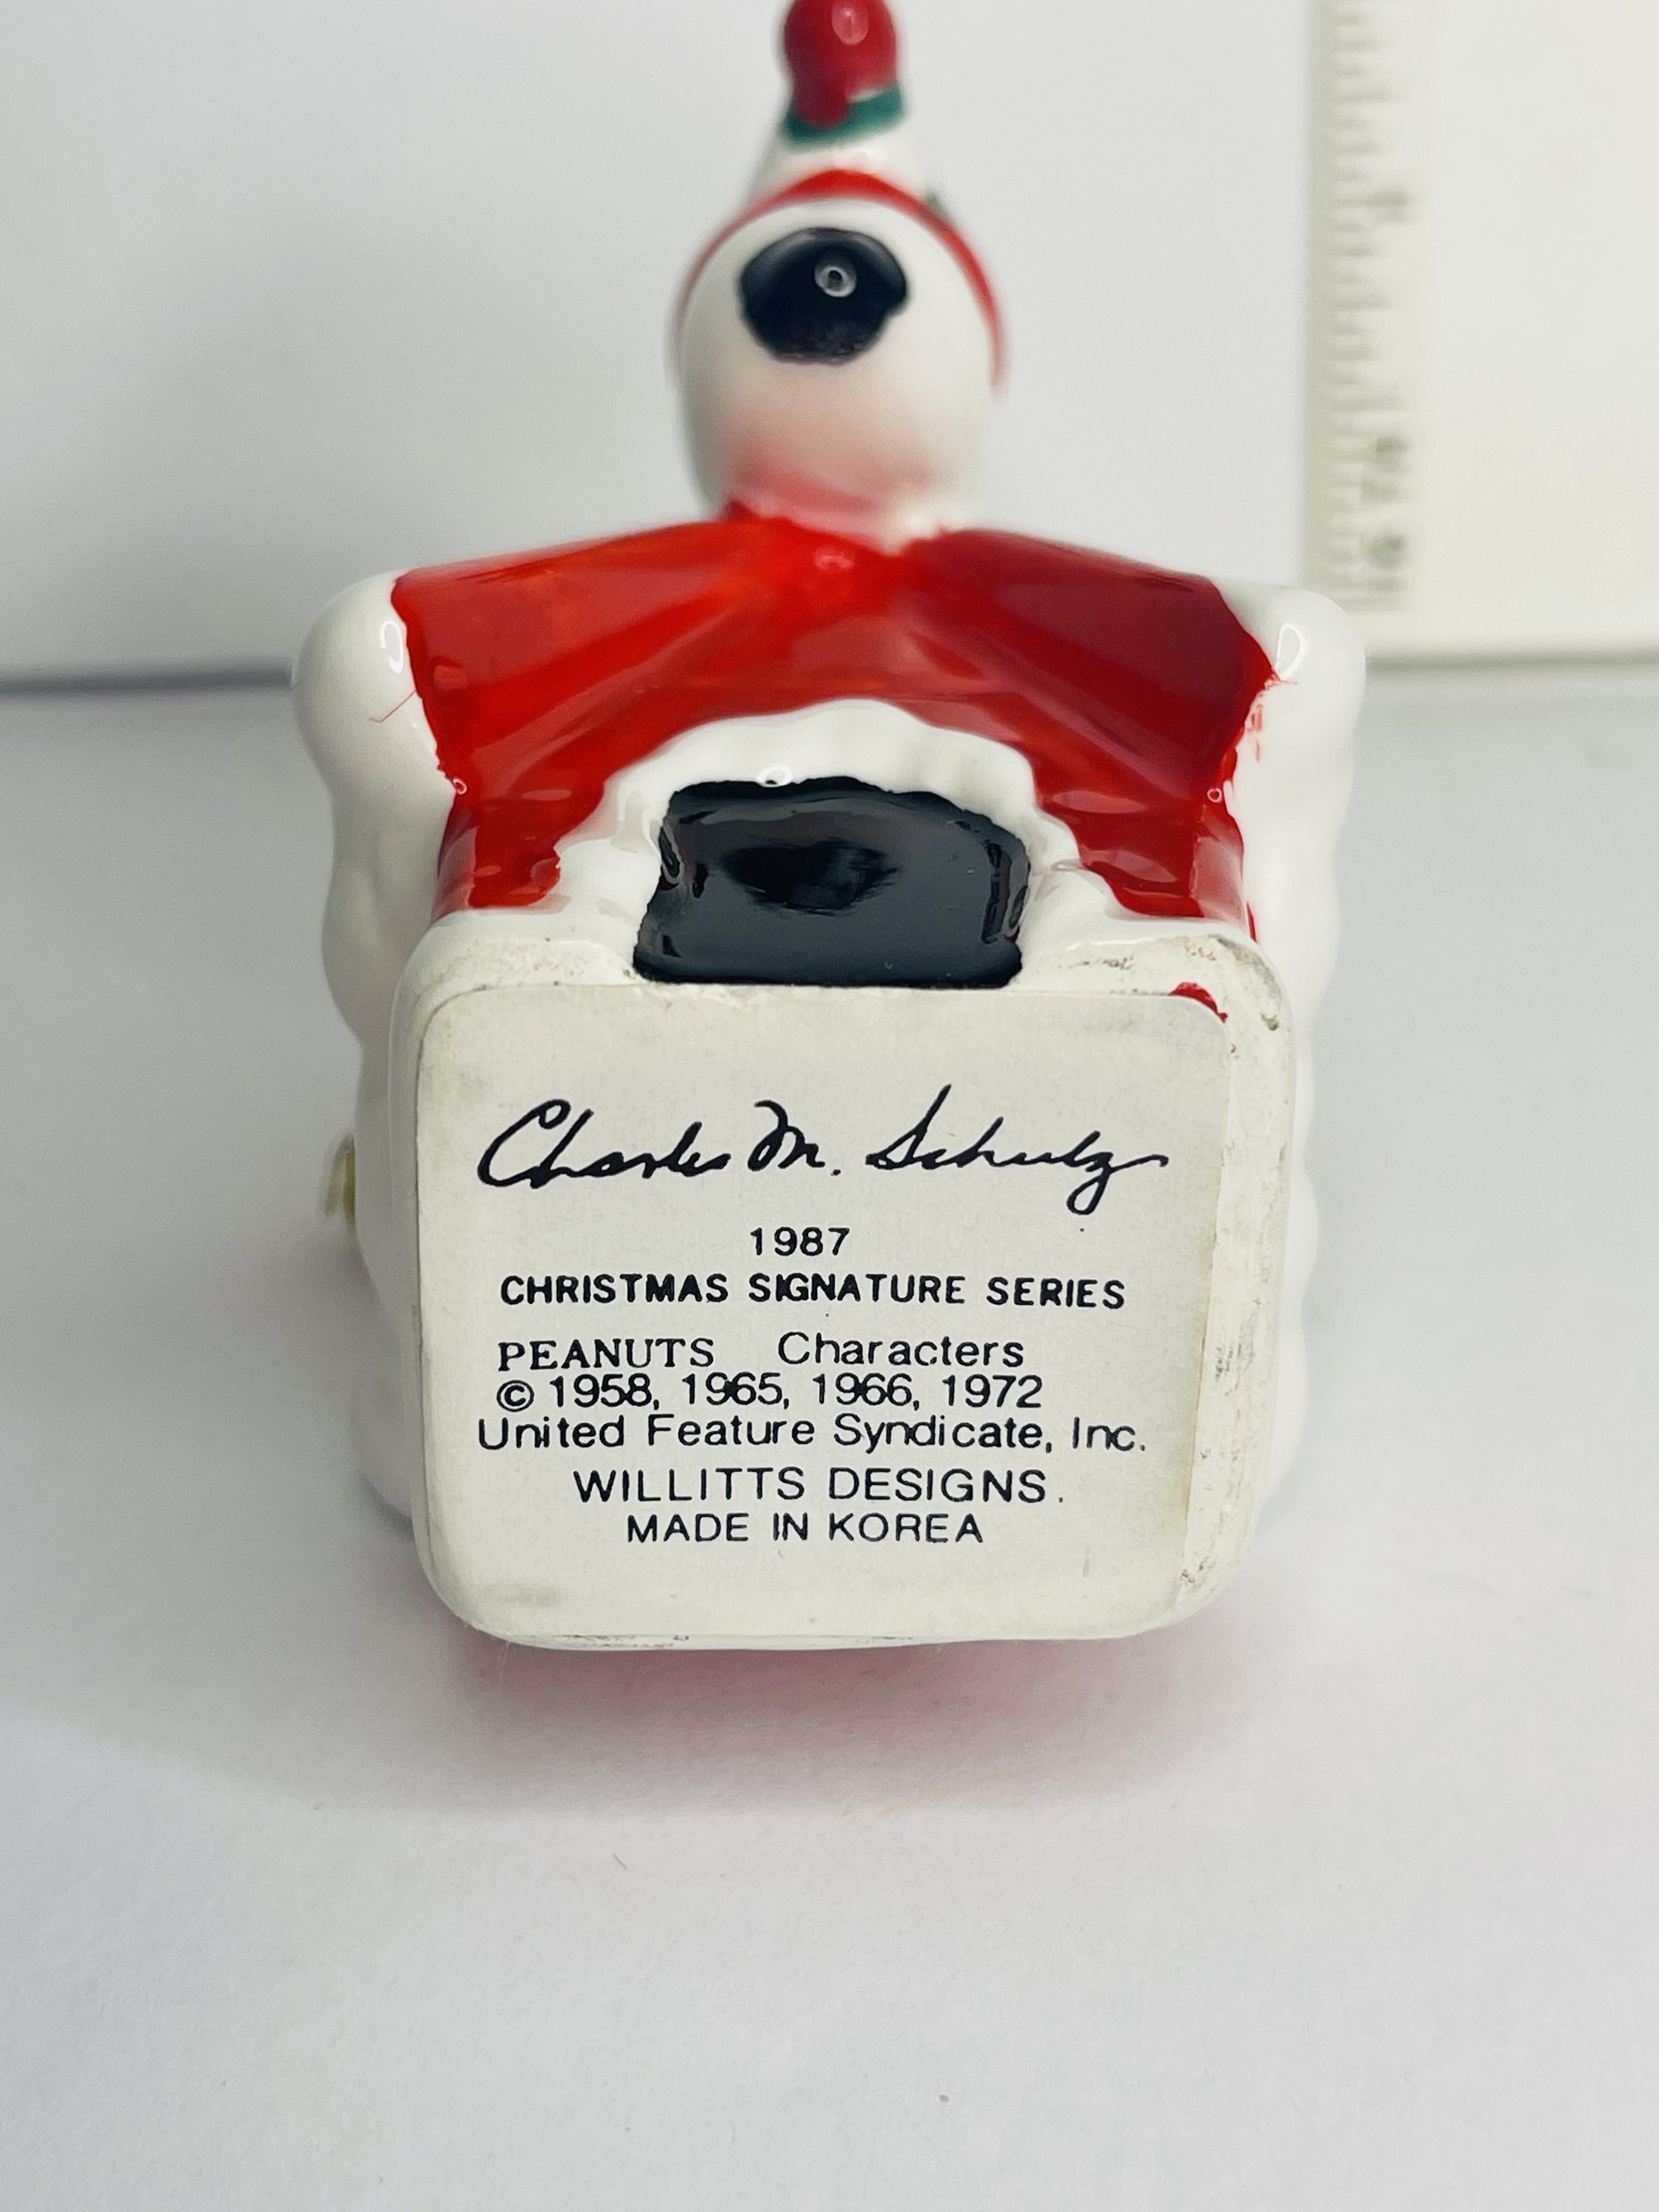 Charles M. Schulz
1987
CHRISTMAS SIGNATURE SERIES
PEANUTS Characters
© 1958, 1965, 1966, 1972
United Feature Syndicate, Inc.
WILLITTS DESIGNS.
MADE IN KOREA